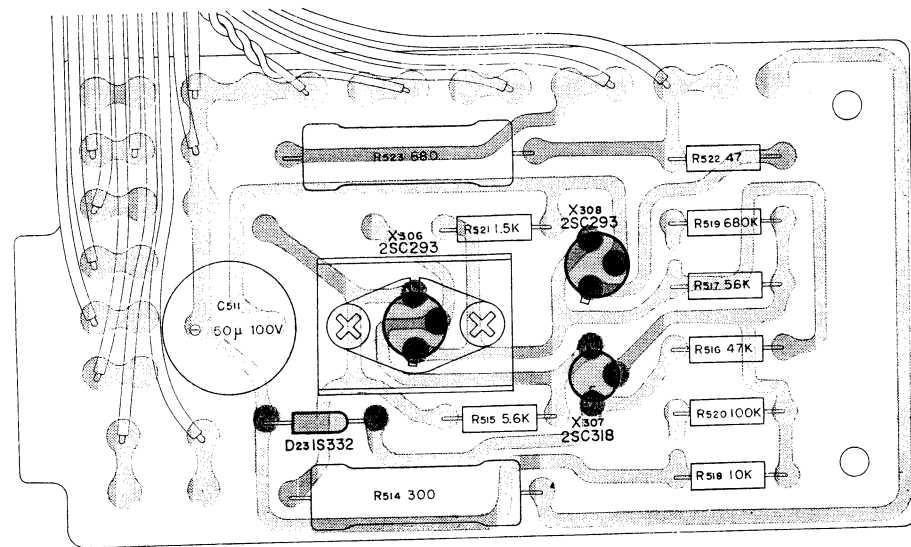 R523 680
R522 47
X308
2SC293
X306
2SC293
R521 1.5K
R519 680K
C511
50µ 100V
R517 56K
R516 47K
R515 5.6K
R520 100K
X307
2SC318
D23 1S332
R514 300
R518 10K